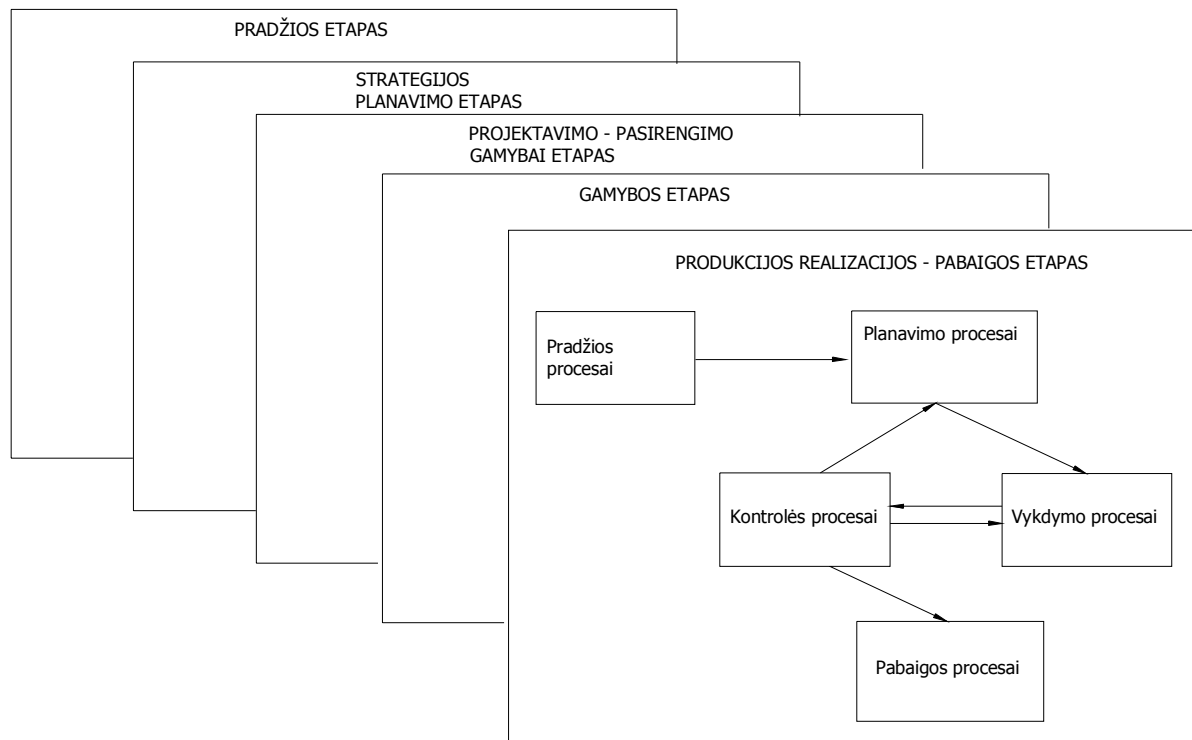 PRADŽIOS ETAPAS
STRATEGIJOS
PLANAVIMO ETAPAS
PROJEKTAVIMO - PASIRENGIMO
GAMYBAI ETAPAS
GAMYBOS ETAPAS
PRODUKCIJOS REALIZACIJOS - PABAIGOS ETAPAS
Pradžios
procesai
Planavimo procesai
Kontrolės procesai
Vykdymo procesai
Pabaigos procesai